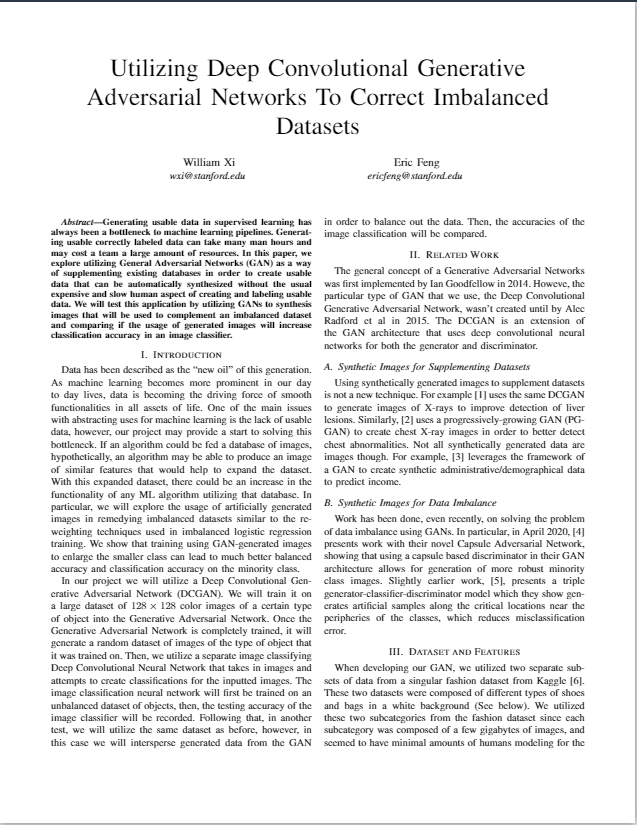 Utilizing Deep Convolutional Generative
Adversarial Networks To Correct Imbalanced
Datasets
William Xi
wxi@stanford.edu
Eric Feng
ericfeng@stanford.edu
Abstract—Generating usable data in supervised learning has
always been a bottleneck to machine learning pipelines. Generat-
ing usable correctly labeled data can take many man hours and
may cost a team a large amount of resources. In this paper, we
explore utilizing General Adversarial Networks (GAN) as a way
of supplementing existing databases in order to create usable
data that can be automatically synthesized without the usual
expensive and slow human aspect of creating and labeling usable
data. We will test this application by utilizing GANs to synthesis
images that will be used to complement an imbalanced dataset
and comparing if the usage of generated images will increase
classification accuracy in an image classifier.
I. Introduction
Data has been described as the “new oil” of this generation.
As machine learning becomes more prominent in our day
to day lives, data is becoming the driving force of smooth
functionalities in all assets of life. One of the main issues
with abstracting uses for machine learning is the lack of usable
data, however, our project may provide a start to solving this
bottleneck. If an algorithm could be fed a database of images,
hypothetically, an algorithm may be able to produce an image
of similar features that would help to expand the dataset.
With this expanded dataset, there could be an increase in the
functionality of any ML algorithm utilizing that database. In
particular, we will explore the usage of artificially generated
images in remedying imbalanced datasets similar to the re-
weighting techniques used in imbalanced logistic regression
training. We show that training using GAN-generated images
to enlarge the smaller class can lead to much better balanced
accuracy and classification accuracy on the minority class.
In our project we will utilize a Deep Convolutional Gen-
erative Adversarial Network (DCGAN). We will train it on
a large dataset of 128 × 128 color images of a certain type
of object into the Generative Adversarial Network. Once the
Generative Adversarial Network is completely trained, it will
generate a random dataset of images of the type of object that
it was trained on. Then, we utilize a separate image classifying
Deep Convolutional Neural Network that takes in images and
attempts to create classifications for the inputted images. The
image classification neural network will first be trained on an
unbalanced dataset of objects, then, the testing accuracy of the
image classifier will be recorded. Following that, in another
test, we will utilize the same dataset as before, however, in
this case we will intersperse generated data from the GAN
in order to balance out the data. Then, the accuracies of the
image classification will be compared.
II. Related Work
The general concept of a Generative Adversarial Networks
was first implemented by Ian Goodfellow in 2014. Howeve, the
particular type of GAN that we use, the Deep Convolutional
Generative Adversarial Network, wasn't created until by Alec
Radford et al in 2015. The DCGAN is an extension of
the GAN architecture that uses deep convolutional neural
networks for both the generator and discriminator.
A. Synthetic Images for Supplementing Datasets
Using synthetically generated images to supplement datasets
is not a new technique. For example [1] uses the same DCGAN
to generate images of X-rays to improve detection of liver
lesions. Similarly, [2] uses a progressively-growing GAN (PG-
GAN) to create chest X-ray images in order to better detect
chest abnormalities. Not all synthetically generated data are
images though. For example, [3] leverages the framework of
a GAN to create synthetic administrative/demographical data
to predict income.
B. Synthetic Images for Data Imbalance
Work has been done, even recently, on solving the problem
of data imbalance using GANs. In particular, in April 2020, [4]
presents work with their novel Capsule Adversarial Network,
showing that using a capsule based discriminator in their GAN
architecture allows for generation of more robust minority
class images. Slightly earlier work, [5], presents a triple
generator-classifier-discriminator model which they show gen-
erates artificial samples along the critical locations near the
peripheries of the classes, which reduces misclassification
error.
III. Dataset and Features
When developing our GAN, we utilized two separate sub-
sets of data from a singular fashion dataset from Kaggle [6].
These two datasets were composed of different types of shoes
and bags in a white background (See below). We utilized
these two subcategories from the fashion dataset since each
subcategory was composed of a few gigabytes of images, and
seemed to have minimal amounts of humans modeling for the